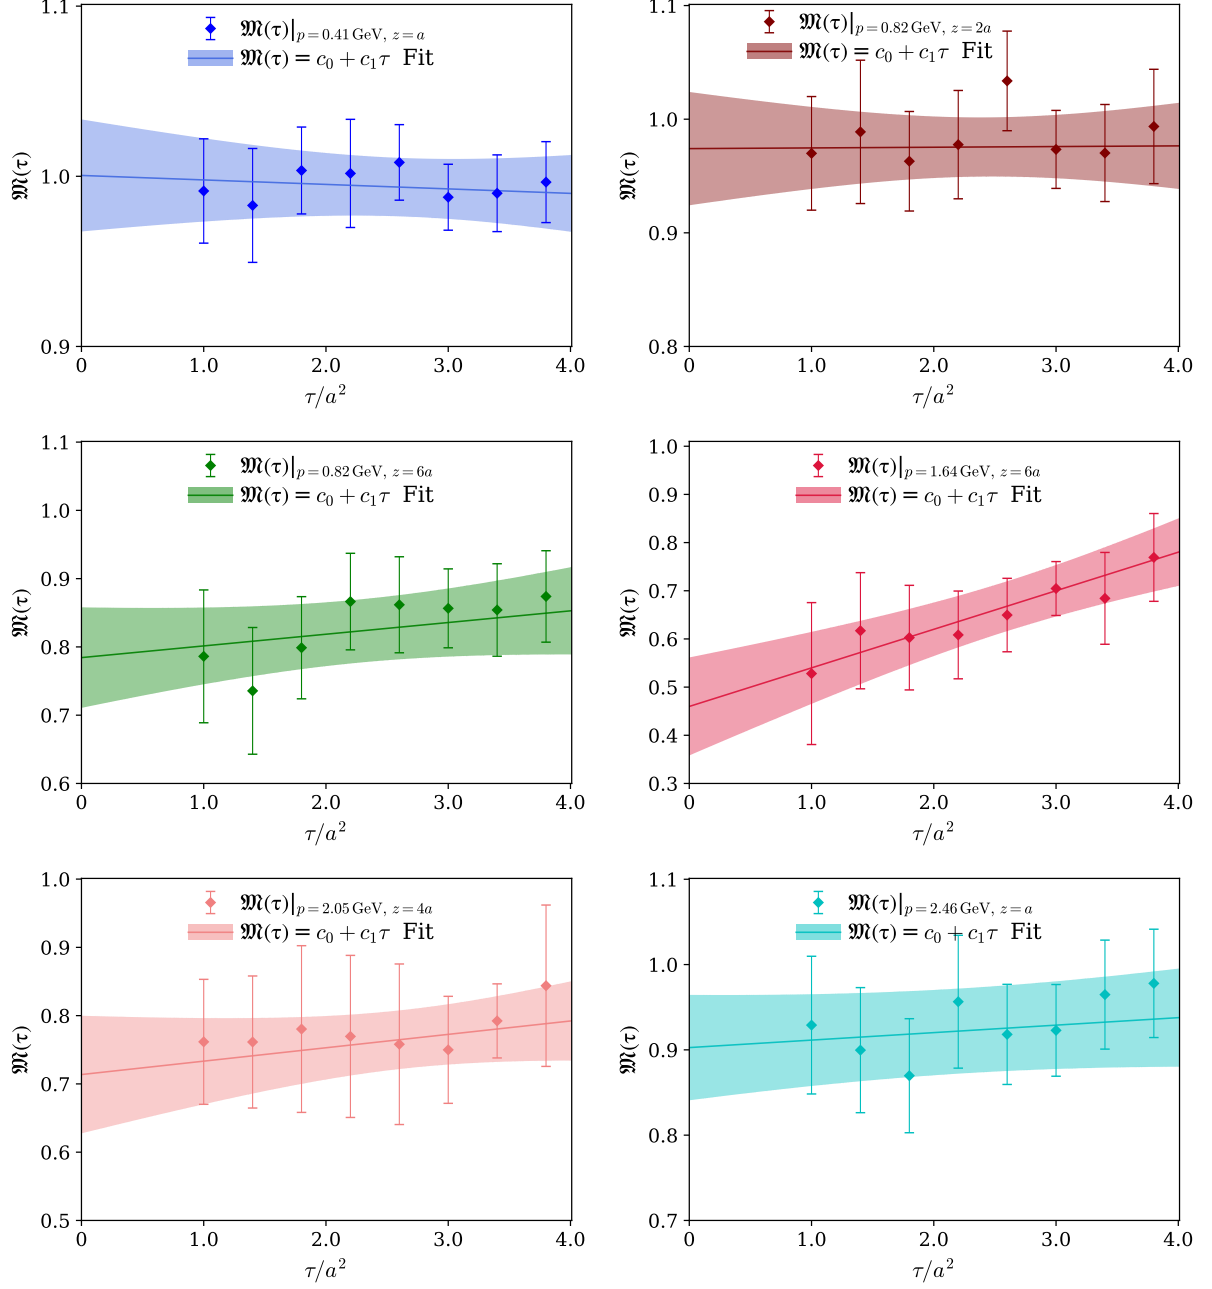 𝔐(τ)|p = 0.41 GeV, z = a
𝔐(τ) = c₀ + c₁τ Fit
1.1
1.0
0.9
𝔐(τ)
0 1.0 2.0 3.0 4.0
τ/a²
𝔐(τ)|p = 0.82 GeV, z = 2a
𝔐(τ) = c₀ + c₁τ Fit
1.1
1.0
0.9
0.8
𝔐(τ)
0 1.0 2.0 3.0 4.0
τ/a²
𝔐(τ)|p = 0.82 GeV, z = 6a
𝔐(τ) = c₀ + c₁τ Fit
1.1
1.0
0.9
0.8
0.7
0.6
𝔐(τ)
0 1.0 2.0 3.0 4.0
τ/a²
𝔐(τ)|p = 1.64 GeV, z = 6a
𝔐(τ) = c₀ + c₁τ Fit
1.0
0.9
0.8
0.7
0.6
0.5
0.4
0.3
𝔐(τ)
0 1.0 2.0 3.0 4.0
τ/a²
𝔐(τ)|p = 2.05 GeV, z = 4a
𝔐(τ) = c₀ + c₁τ Fit
1.0
0.9
0.8
0.7
0.6
0.5
𝔐(τ)
0 1.0 2.0 3.0 4.0
τ/a²
𝔐(τ)|p = 2.46 GeV, z = a
𝔐(τ) = c₀ + c₁τ Fit
1.1
1.0
0.9
0.8
0.7
𝔐(τ)
0 1.0 2.0 3.0 4.0
τ/a²